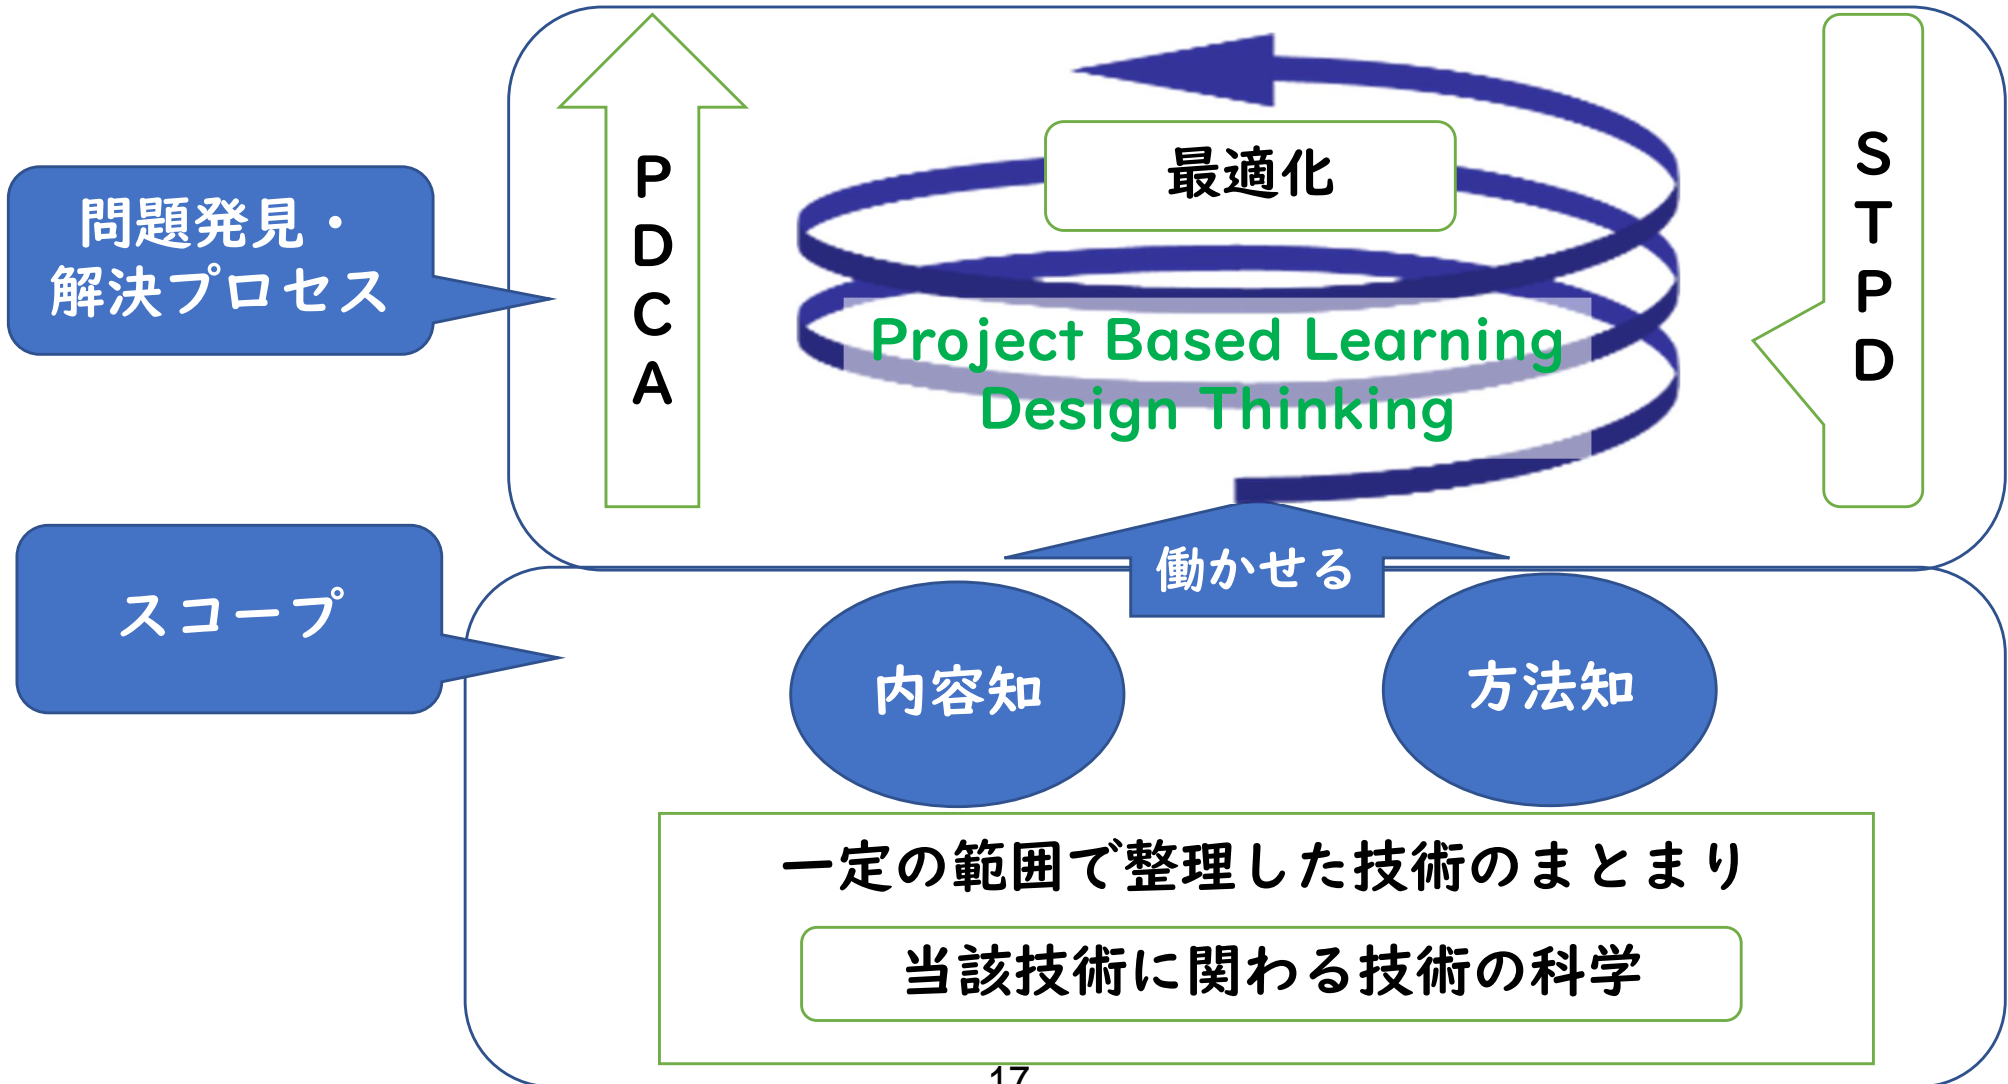 P
D
C
A
最適化
S
T
P
D
問題発見・
解決プロセス
Project Based Learning
Design Thinking
働かせる
スコープ
内容知
方法知
一定の範囲で整理した技術のまとまり
当該技術に関わる技術の科学
17